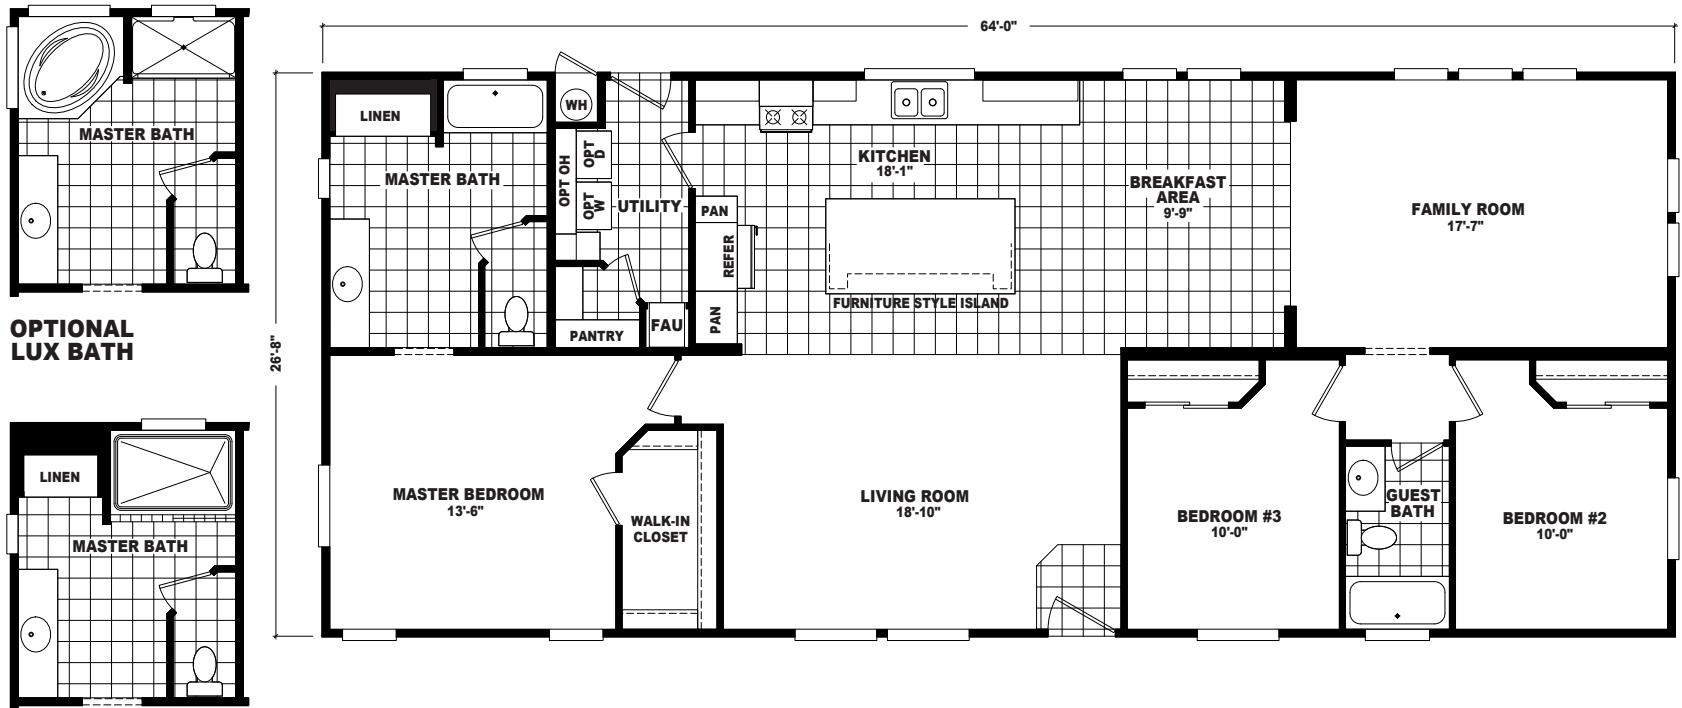 64'-0"
MASTER BATH
OPTIONAL
LUX BATH
LINEN
MASTER BATH
26'-8"
LINEN
MASTER BATH
WH
OPT OH
OPT
D
OPT
W
UTILITY
PANTRY
FAU
PAN
REFER
PAN
KITCHEN
18'-1"
FURNITURE STYLE ISLAND
BREAKFAST
AREA
9'-9"
FAMILY ROOM
17'-7"
MASTER BEDROOM
13'-6"
WALK-IN
CLOSET
LIVING ROOM
18'-10"
BEDROOM #3
10'-0"
GUEST
BATH
BEDROOM #2
10'-0"